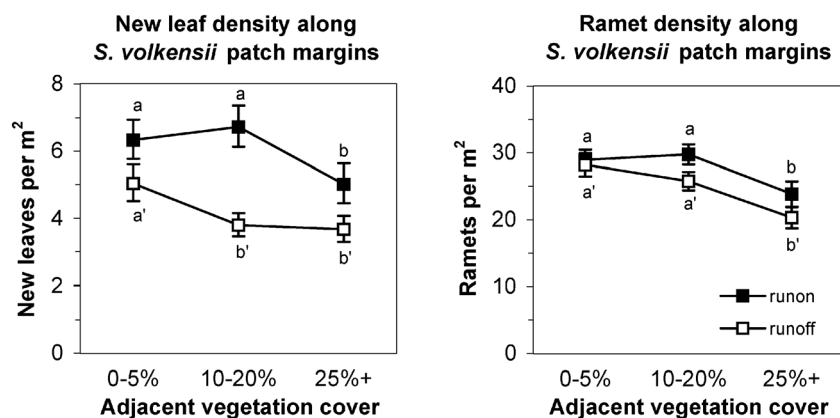 New leaf density along
S. volkensii patch margins
New leaves per m²
8
6
4
2
0
a
a
b
a'
b'
b'
0-5%
10-20%
25%+
Adjacent vegetation cover
Ramet density along
S. volkensii patch margins
Ramets per m²
40
30
20
10
0
a
a
b
a'
a'
b'
runon
runoff
0-5%
10-20%
25%+
Adjacent vegetation cover